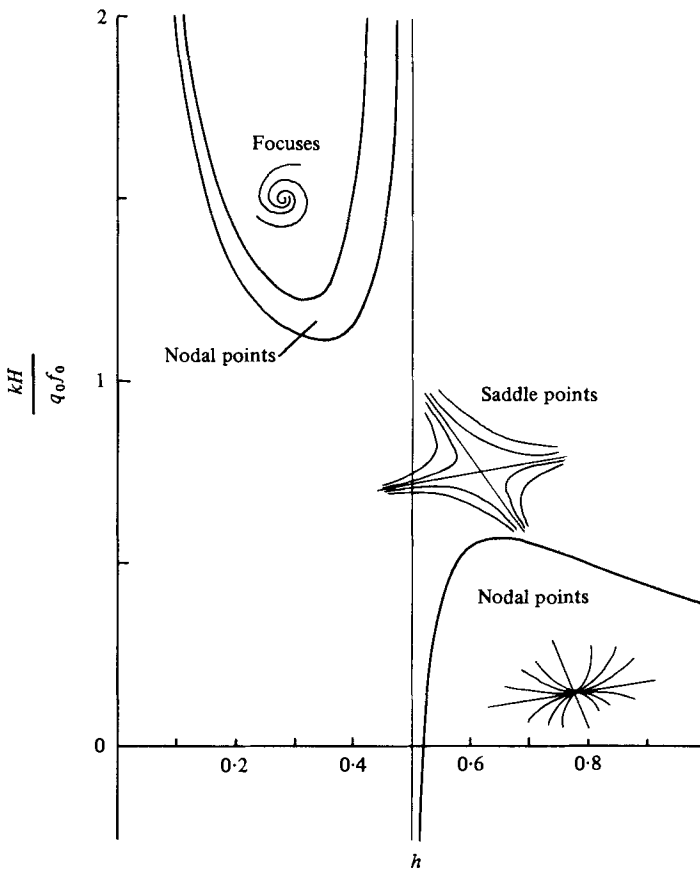 2
Focuses
Nodal points
kH
q₀f₀
1
Saddle points
Nodal points
0
0·2
0·4
0·6
0·8
h